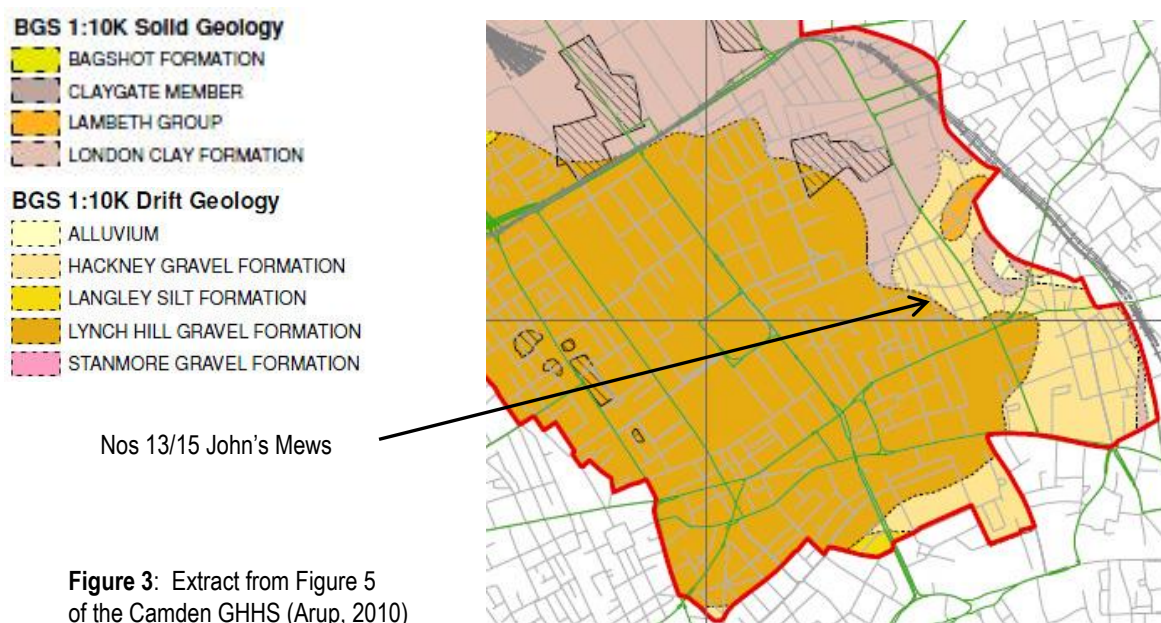 BGS 1:10K Solid Geology
BAGSHOT FORMATION
CLAYGATE MEMBER
LAMBETH GROUP
LONDON CLAY FORMATION
BGS 1:10K Drift Geology
ALLUVIUM
HACKNEY GRAVEL FORMATION
LANGLEY SILT FORMATION
LYNCH HILL GRAVEL FORMATION
STANMORE GRAVEL FORMATION
Nos 13/15 John's Mews
Figure 3: Extract from Figure 5
of the Camden GHHS (Arup, 2010)